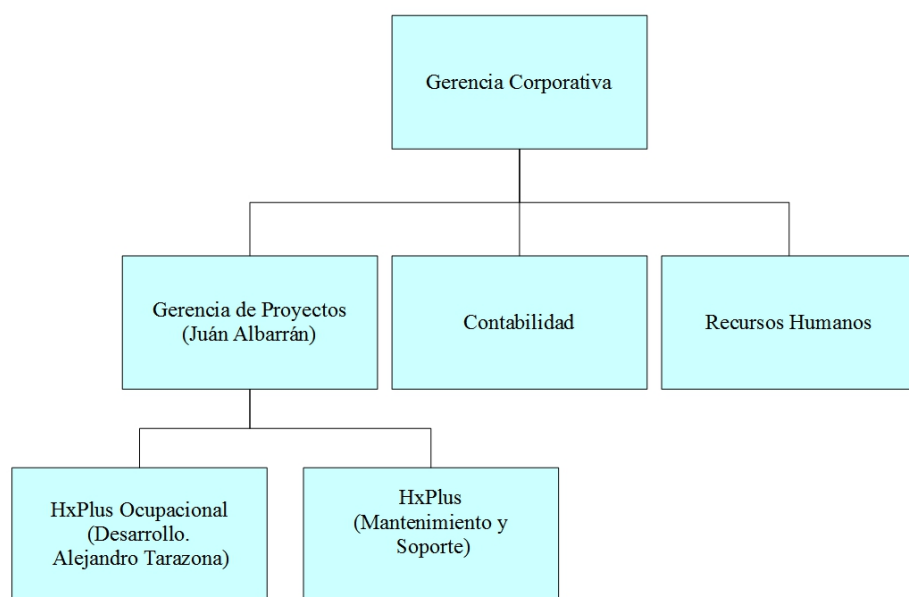 Gerencia Corporativa
Gerencia de Proyectos
(Juán Albarrán)
Contabilidad
Recursos Humanos
HxPlus Ocupacional
(Desarrollo.
Alejandro Tarazona)
HxPlus
(Mantenimiento y
Soporte)